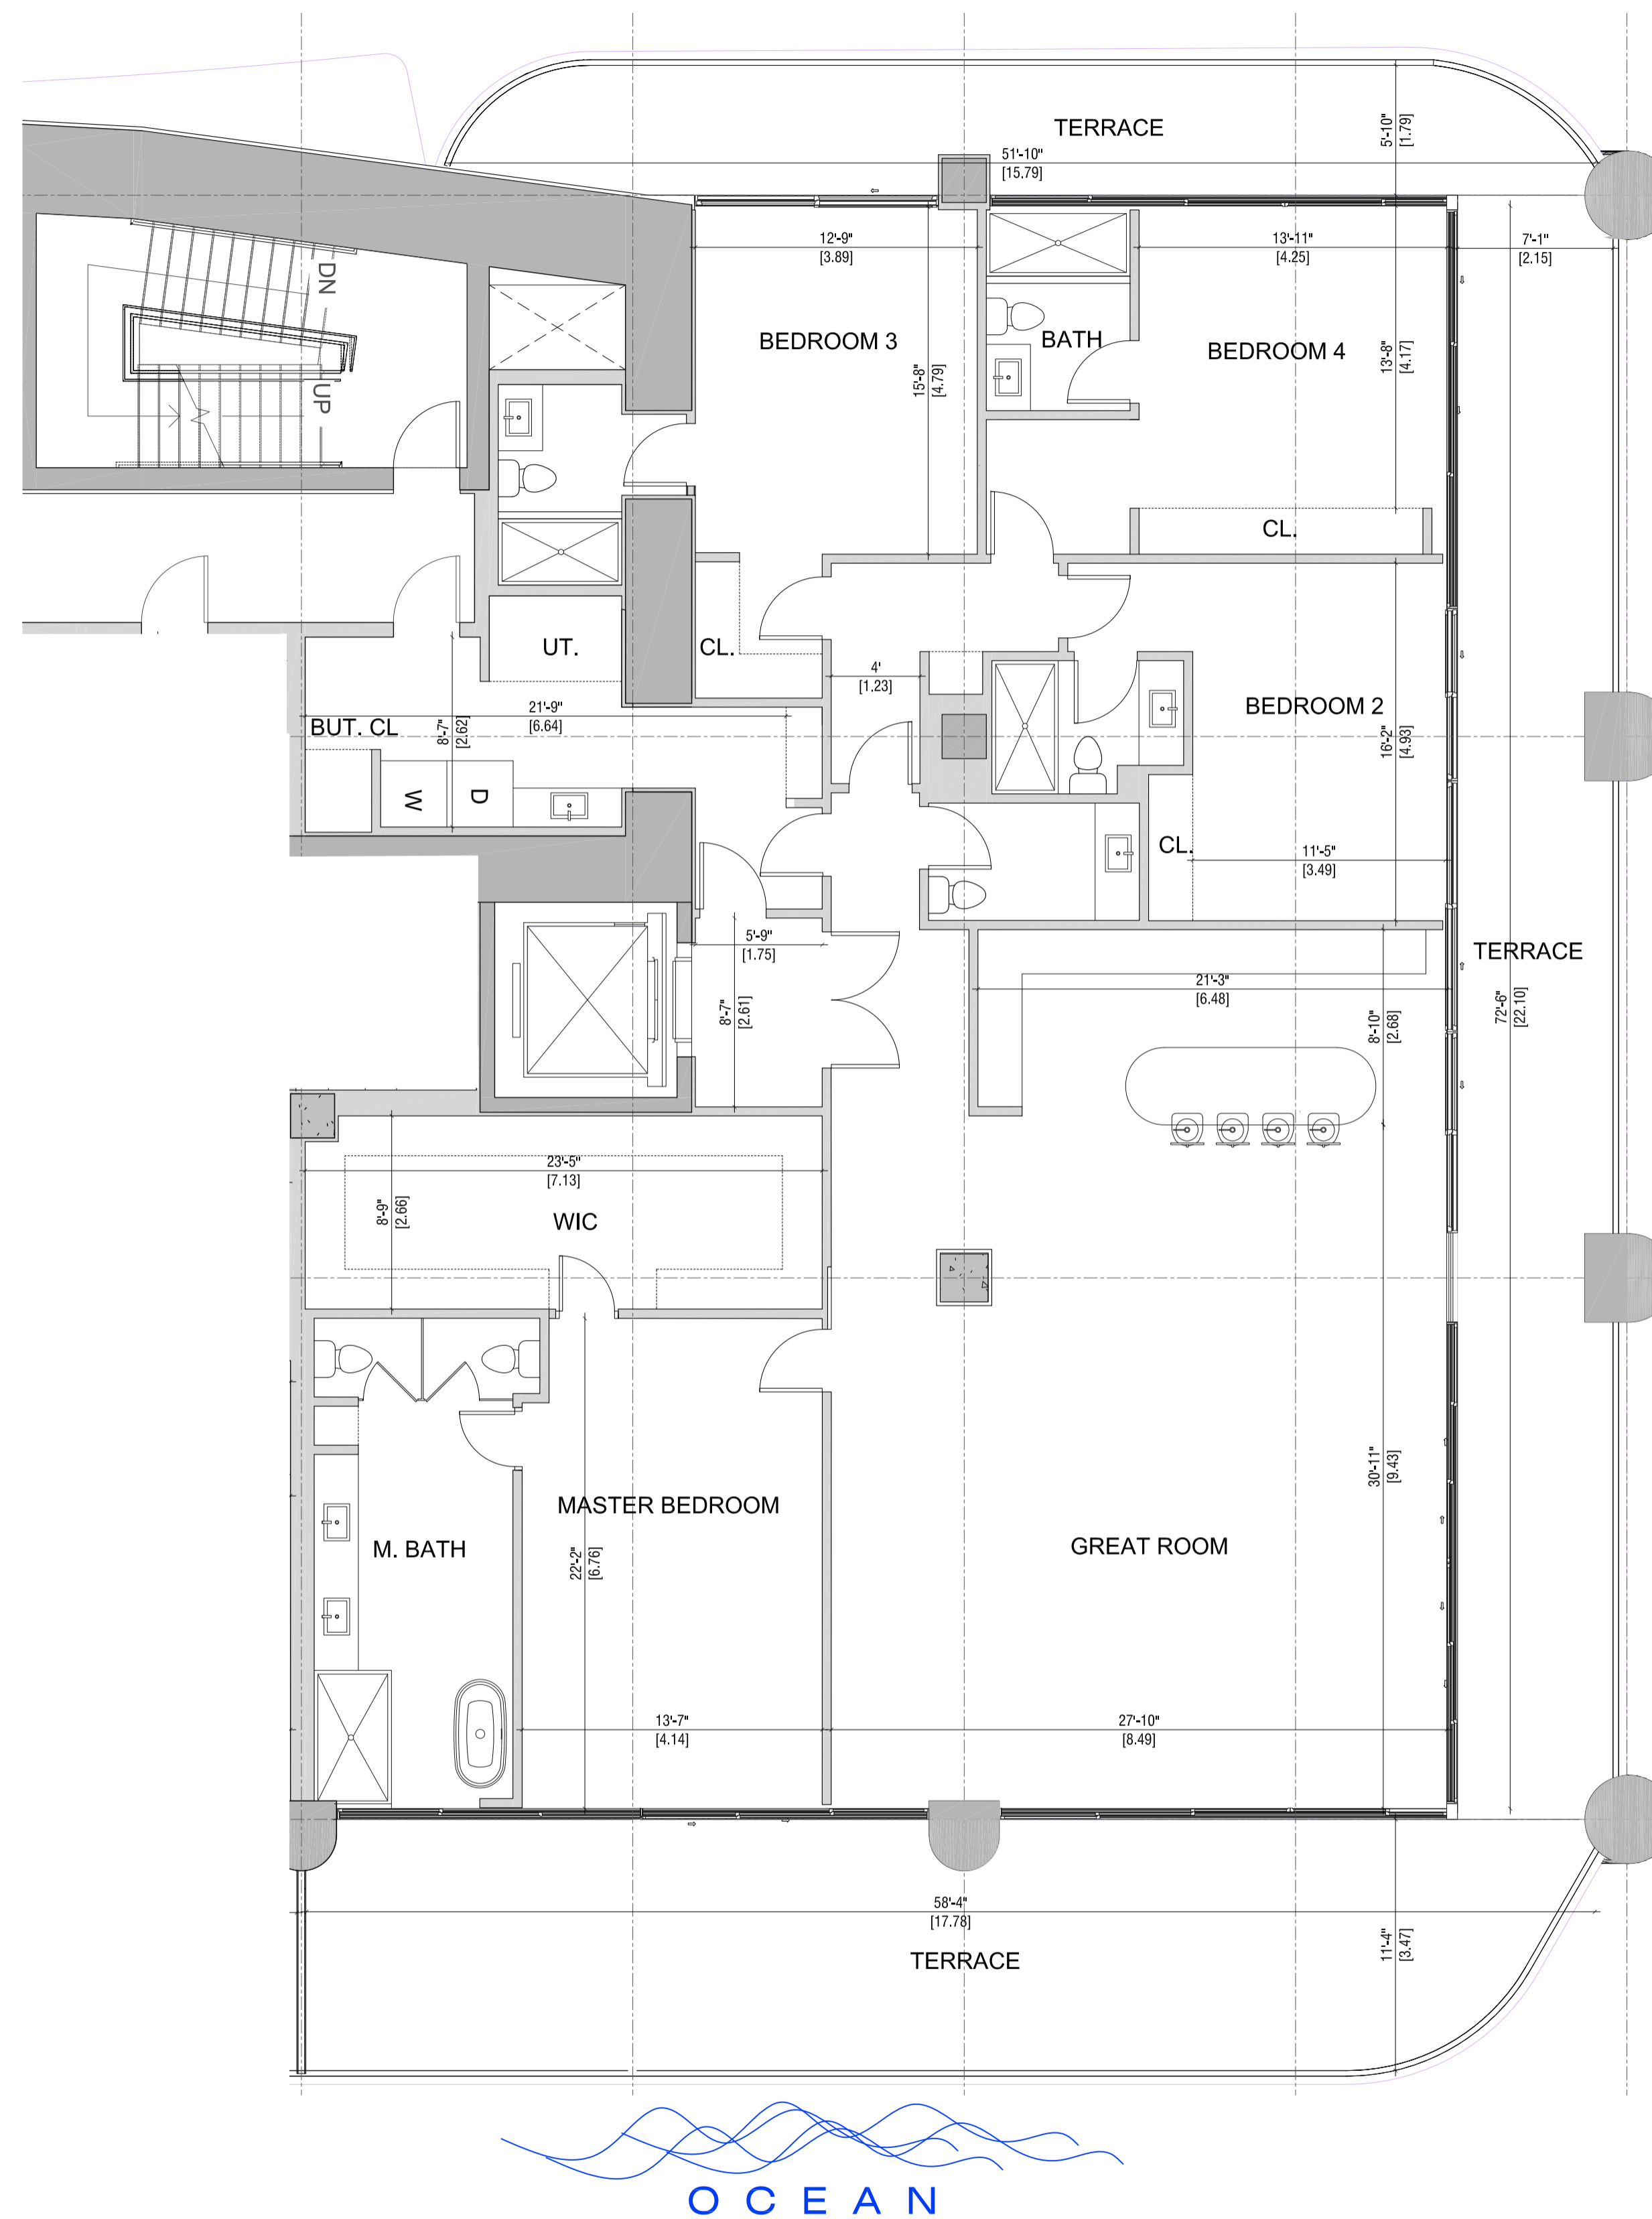 TERRACE
5'-10"
[1.79]
51'-10"
[15.79]
12'-9"
[3.89]
13'-11"
[4.25]
7'-1"
[2.15]
DN
UP
BEDROOM 3
BATH
BEDROOM 4
15'-8"
[4.79]
13'-8"
[4.17]
CL.
UT.
CL.
4'
[1.23]
BEDROOM 2
21'-9"
[6.64]
BUT. CL
8'-7"
[2.62]
16'-2"
[4.93]
W
D
CL.
11'-5"
[3.49]
5'-9"
[1.75]
8'-7"
[2.61]
TERRACE
21'-3"
[6.48]
8'-10"
[2.68]
72'-6"
[22.10]
23'-5"
[7.13]
8'-9"
[2.66]
WIC
30'-11"
[9.43]
MASTER BEDROOM
M. BATH
GREAT ROOM
22'-2"
[6.76]
13'-7"
[4.14]
27'-10"
[8.49]
58'-4"
[17.78]
11'-4"
[3.47]
TERRACE
OCEAN